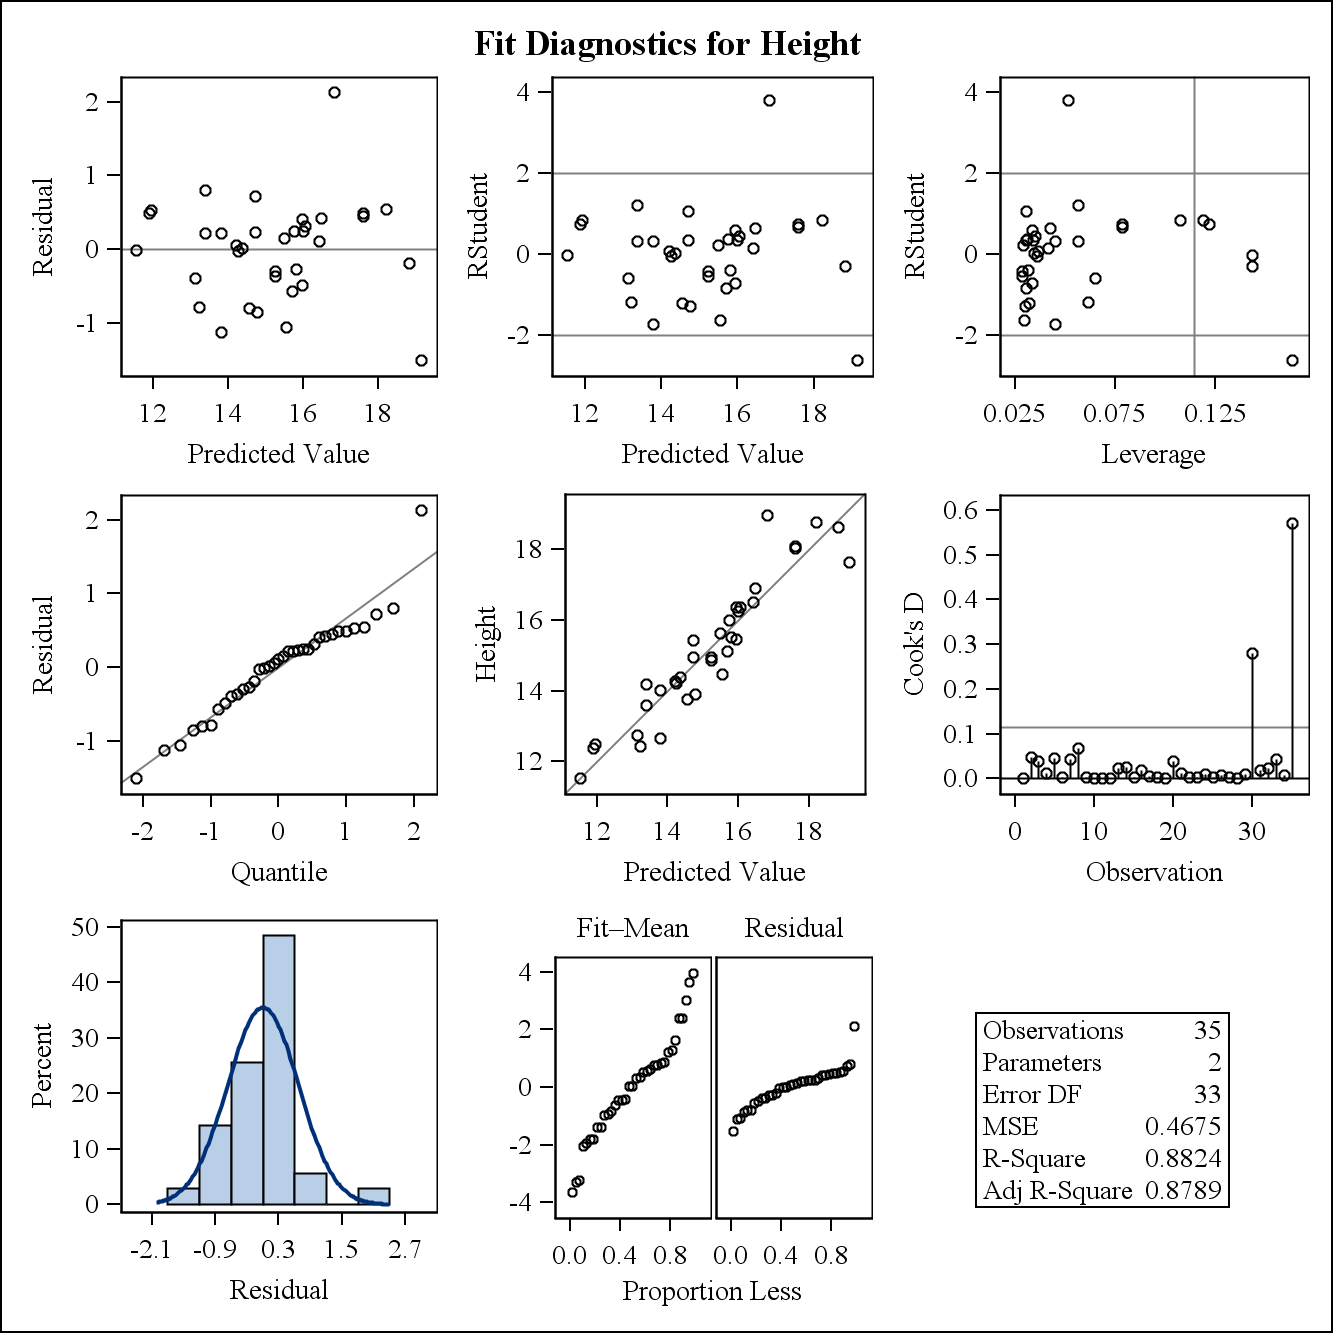 Fit Diagnostics for Height
Residual
2
1
0
-1
12 14 16 18
Predicted Value
RStudent
4
2
0
-2
12 14 16 18
Predicted Value
RStudent
4
2
0
-2
0.025 0.075 0.125
Leverage
Residual
2
1
0
-1
-2 -1 0 1 2
Quantile
Height
18
16
14
12
12 14 16 18
Predicted Value
Cook's D
0.6
0.5
0.4
0.3
0.2
0.1
0.0
0 10 20 30
Observation
Percent
50
40
30
20
10
0
-2.1 -0.9 0.3 1.5 2.7
Residual
Fit–Mean Residual
4
2
0
-2
-4
0.0 0.4 0.8 0.0 0.4 0.8
Proportion Less
Observations 35
Parameters 2
Error DF 33
MSE 0.4675
R-Square 0.8824
Adj R-Square 0.8789